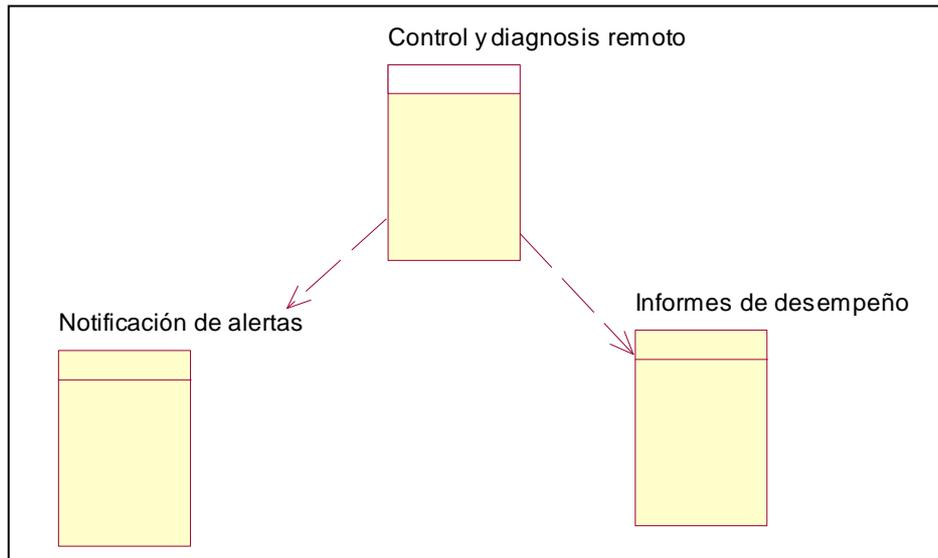 Control y diagnosis remoto
Informes de desempeño
Notificación de alertas